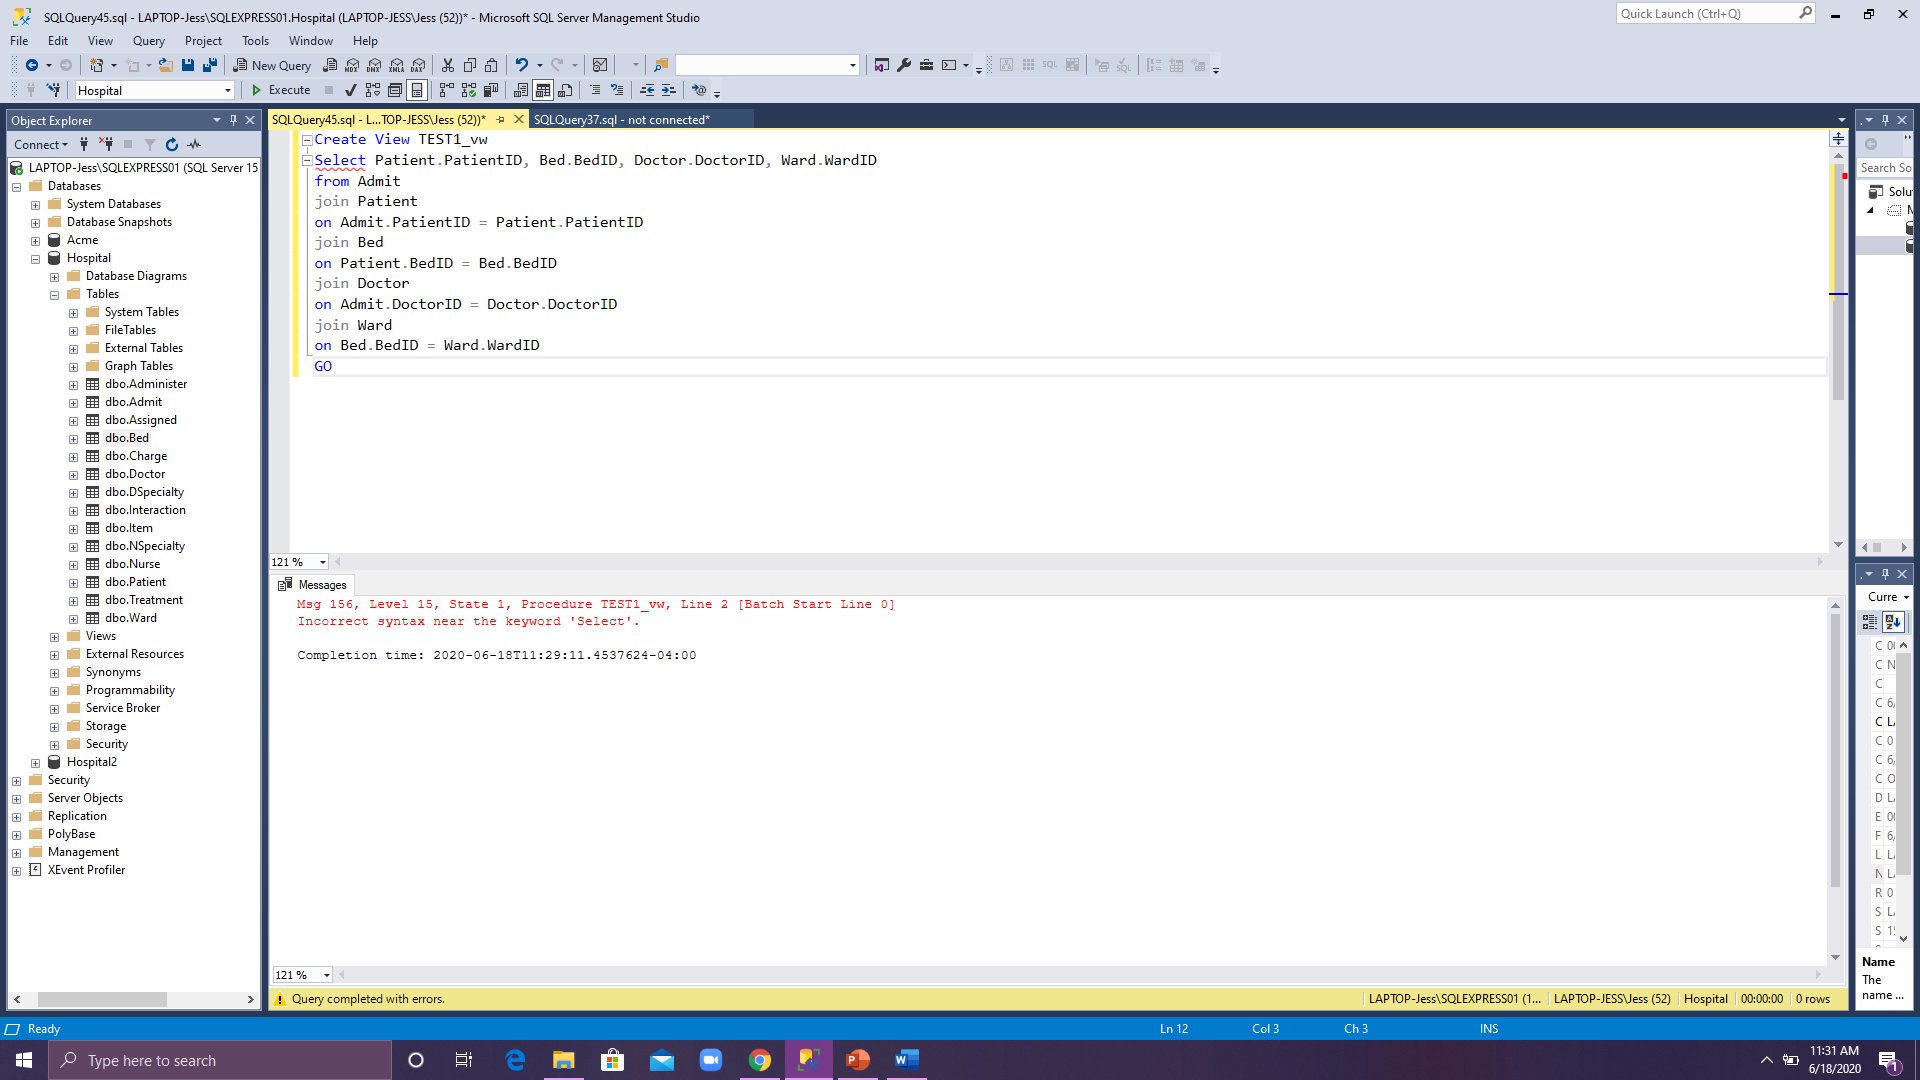 SQLQuery45.sql - LAPTOP-Jess\SQLEXPRESS01.Hospital (LAPTOP-JESS\Jess (52))* - Microsoft SQL Server Management Studio
Quick Launch (Ctrl+Q)
File Edit View Query Project Tools Window Help
New Query MDX DMX XMLA DAX
Hospital Execute
Object Explorer
SQLQuery45.sql - L...TOP-JESS\Jess (52))* SQLQuery37.sql - not connected*
Connect
LAPTOP-Jess\SQLEXPRESS01 (SQL Server 15
Databases
System Databases
Database Snapshots
Acme
Hospital
Database Diagrams
Tables
System Tables
FileTables
External Tables
Graph Tables
dbo.Administer
dbo.Admit
dbo.Assigned
dbo.Bed
dbo.Charge
dbo.Doctor
dbo.DSpecialty
dbo.Interaction
dbo.Item
dbo.NSpecialty
dbo.Nurse
dbo.Patient
dbo.Treatment
dbo.Ward
Views
External Resources
Synonyms
Programmability
Service Broker
Storage
Security
Hospital2
Security
Server Objects
Replication
PolyBase
Management
XEvent Profiler
Create View TEST1_vw
Select Patient.PatientID, Bed.BedID, Doctor.DoctorID, Ward.WardID
from Admit
join Patient
on Admit.PatientID = Patient.PatientID
join Bed
on Patient.BedID = Bed.BedID
join Doctor
on Admit.DoctorID = Doctor.DoctorID
join Ward
on Bed.BedID = Ward.WardID
GO
121 %
Messages
Msg 156, Level 15, State 1, Procedure TEST1_vw, Line 2 [Batch Start Line 0]
Incorrect syntax near the keyword 'Select'.
Completion time: 2020-06-18T11:29:11.4537624-04:00
121 %
Query completed with errors. LAPTOP-Jess\SQLEXPRESS01 (1... LAPTOP-JESS\Jess (52) Hospital 00:00:00 0 rows
Search So
Solu
Curre
Name
The
name ...
Ready Ln 12 Col 3 Ch 3 INS
Type here to search
11:31 AM
6/18/2020
1